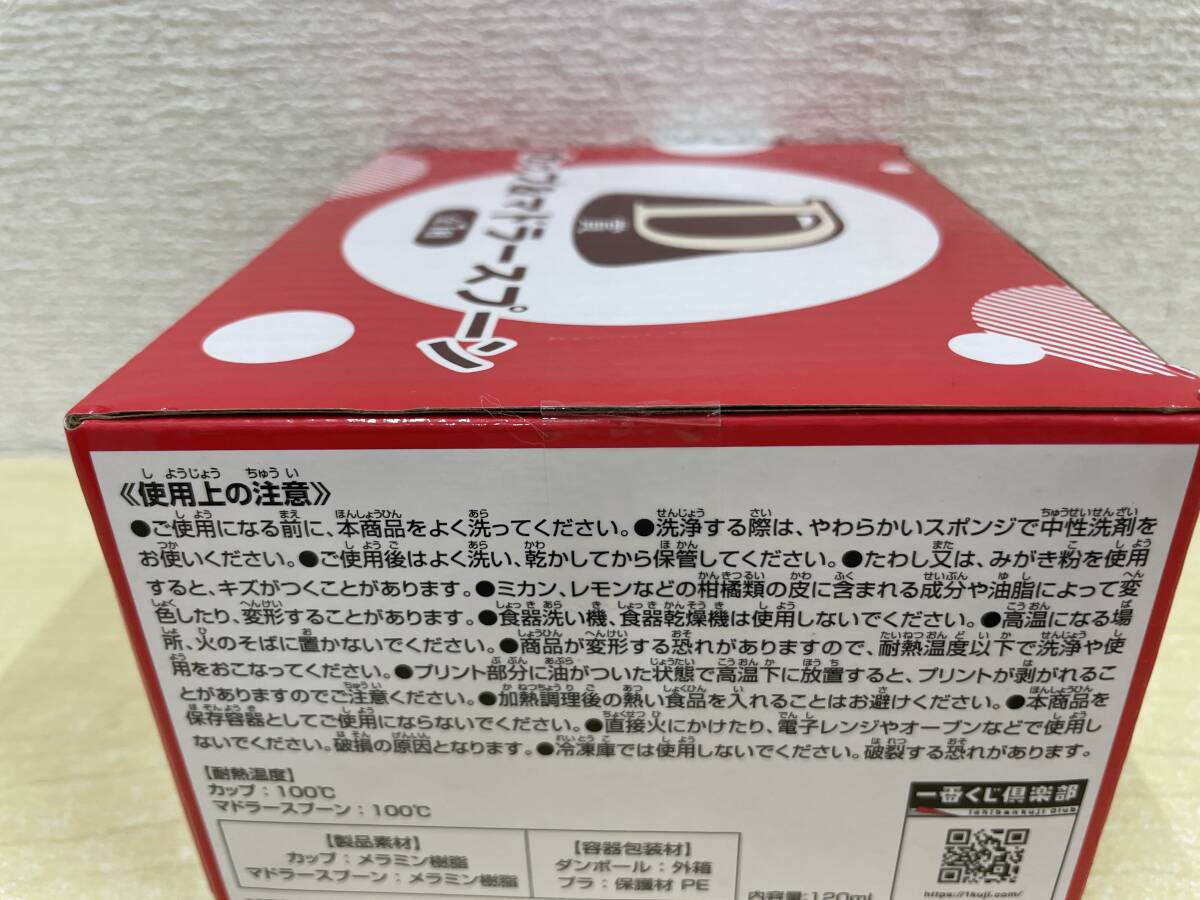 カップ&マドラースプーン
D賞
全1種
《使用上の注意》
●ご使用になる前に、本商品をよく洗ってください。●洗浄する際は、やわらかいスポンジで中性洗剤を
お使いください。●ご使用後はよく洗い、乾かしてから保管してください。●たわし又は、みがき粉を使用
すると、キズがつくことがあります。●ミカン、レモンなどの柑橘類の皮に含まれる成分や油脂によって変
色したり、変形することがあります。●食器洗い機、食器乾燥機は使用しないでください。●高温になる場
所、火のそばに置かないでください。●商品が変形する恐れがありますので、耐熱温度以下で洗浄や使
用をおこなってください。●プリント部分に油がついた状態で高温下に放置すると、プリントが剥がれるこ
とがありますのでご注意ください。●加熱調理後の熱い食品を入れることはお避けください。●本商品を
保存容器としてご使用にならないでください。●直接火にかけたり、電子レンジやオーブンなどで使用し
ないでください。破損の原因となります。●冷凍庫では使用しないでください。破裂する恐れがあります。
【耐熱温度】
カップ:100℃
マドラースプーン:100℃
【製品素材】
カップ:メラミン樹脂
マドラースプーン:メラミン樹脂
【容器包装材】
ダンボール:外箱
プラ:保護材 PE
内容量:120ml
一番くじ倶楽部
Ichibankuji Club
https://1kuji.com/